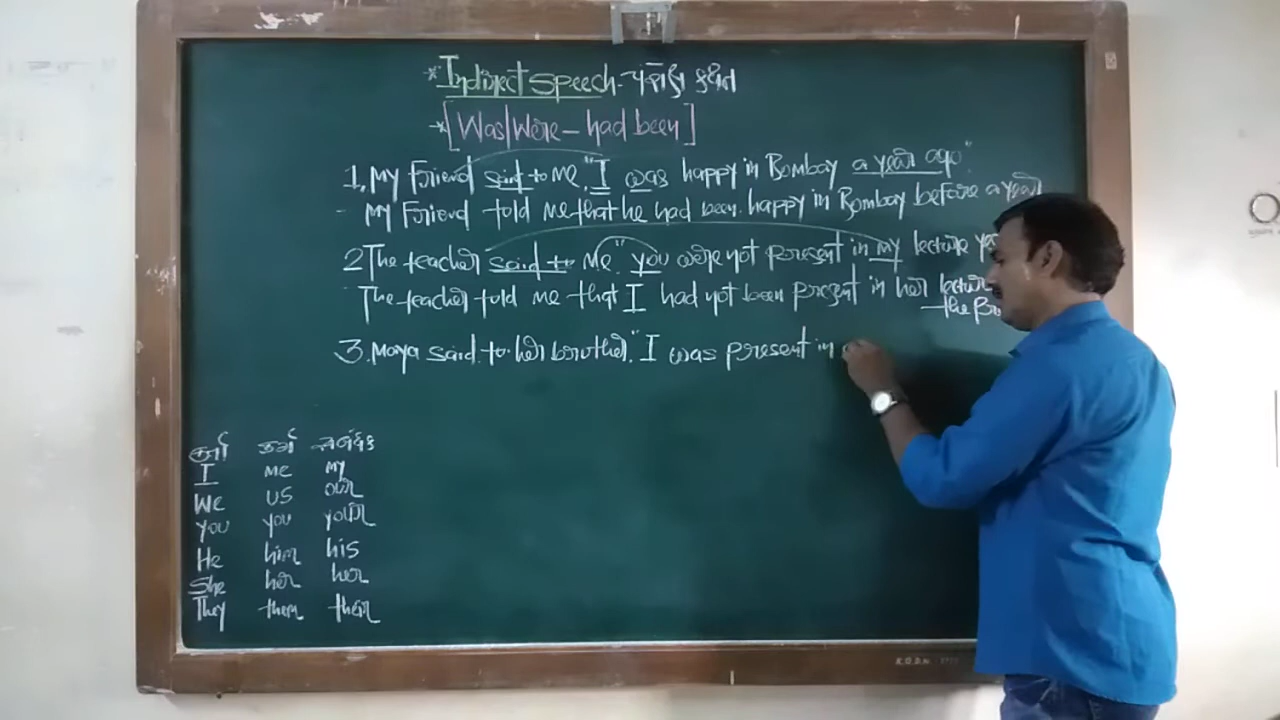 * Indirect speech - પરોક્ષ કથન
* [Was/Were - had been]
1. My Friend said to me, "I was happy in Bombay a year ago."
- My Friend told me that he had been happy in Bombay before a year
2 The teacher said to me, "you were not present in my lecture
The teacher told me that I had not been present in her
the
3. Maya said to her brother, "I was present in
કર્તા કર્મ સંબંધક
I me my
We us our
you you your
He him his
She her her
They them their